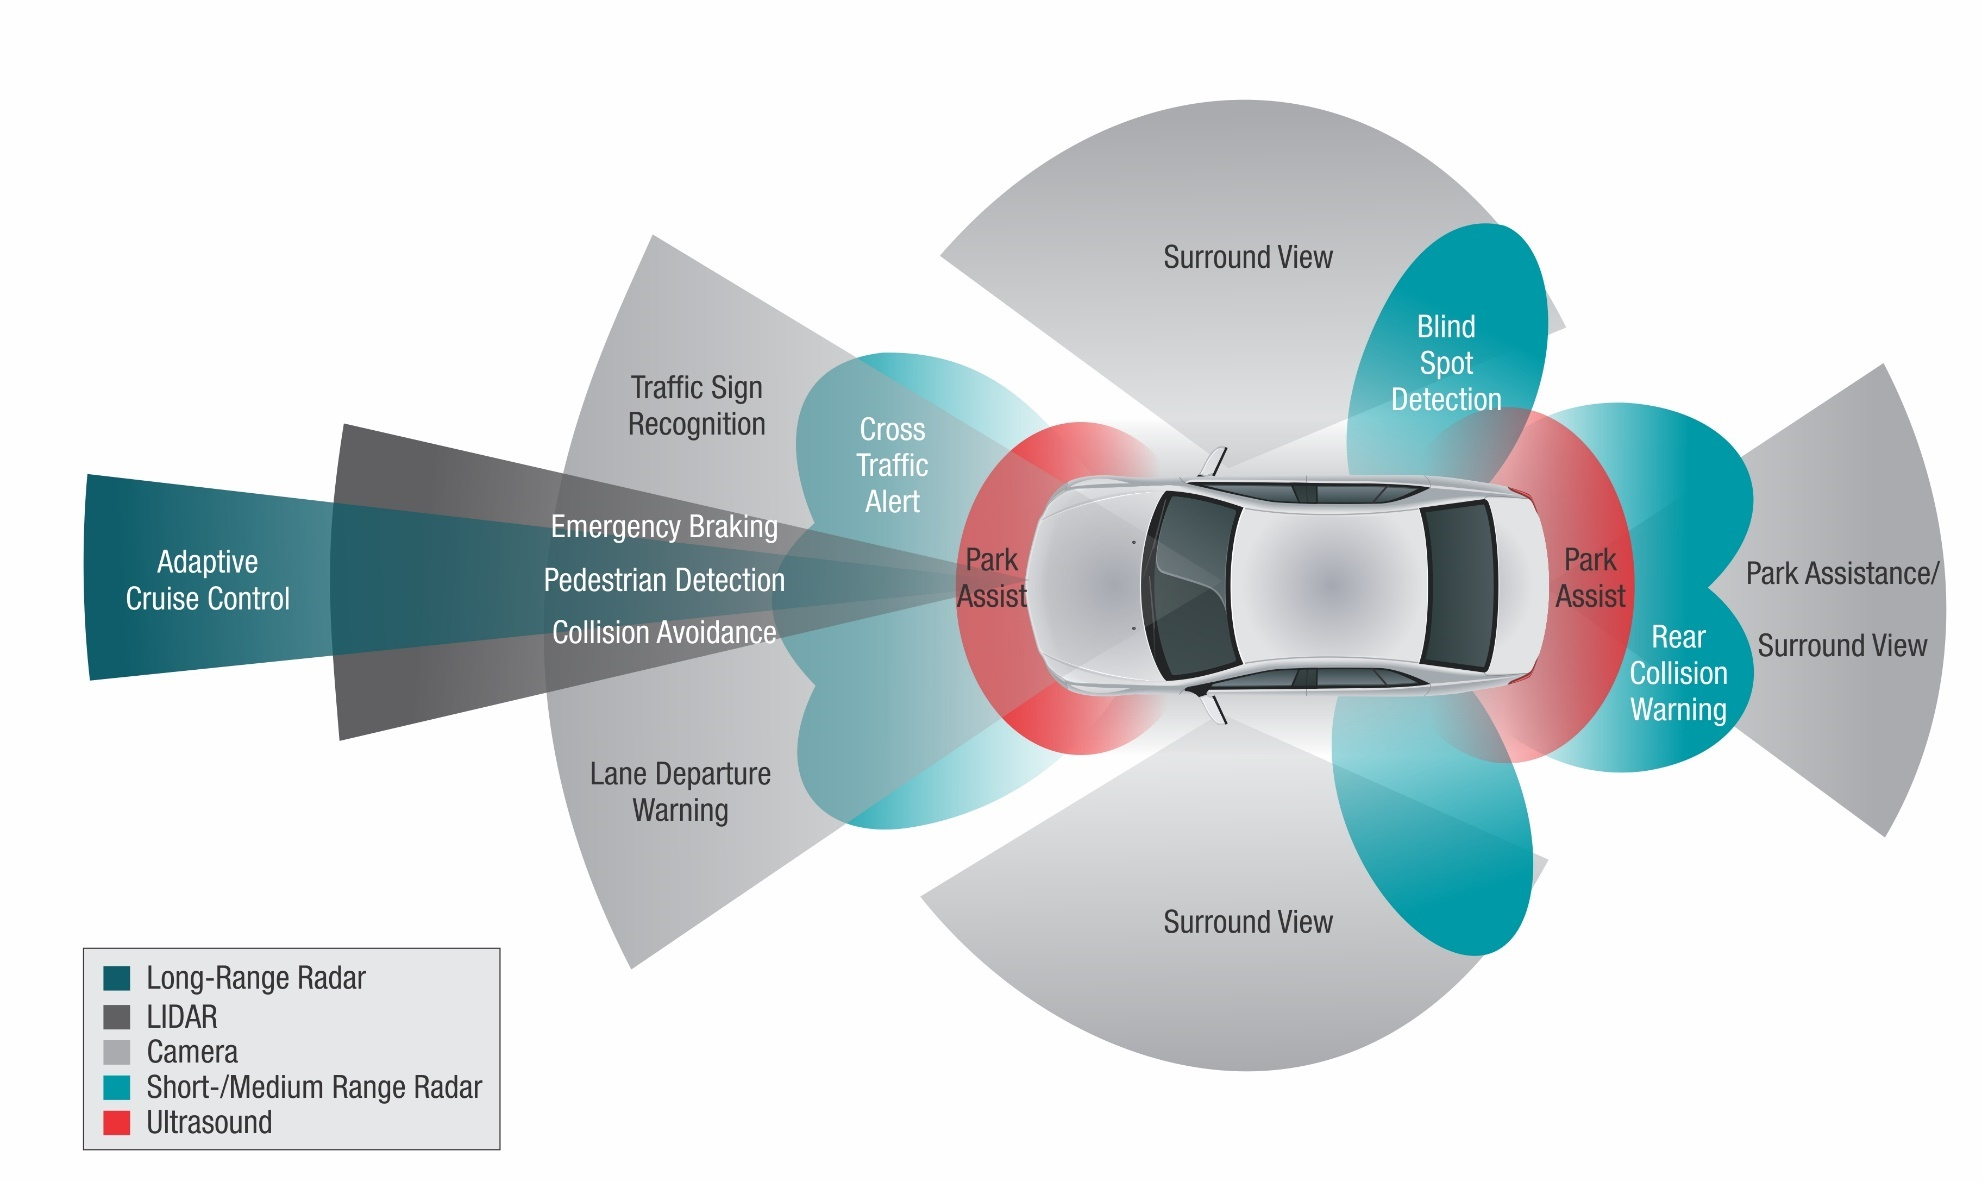 Surround View
Blind
Spot
Detection
Traffic Sign
Recognition
Cross
Traffic
Alert
Emergency Braking
Adaptive
Cruise Control
Pedestrian Detection
Collision Avoidance
Park
Assist
Park
Assist
Park Assistance/
Surround View
Rear
Collision
Warning
Lane Departure
Warning
Surround View
Long-Range Radar
LIDAR
Camera
Short-/Medium Range Radar
Ultrasound